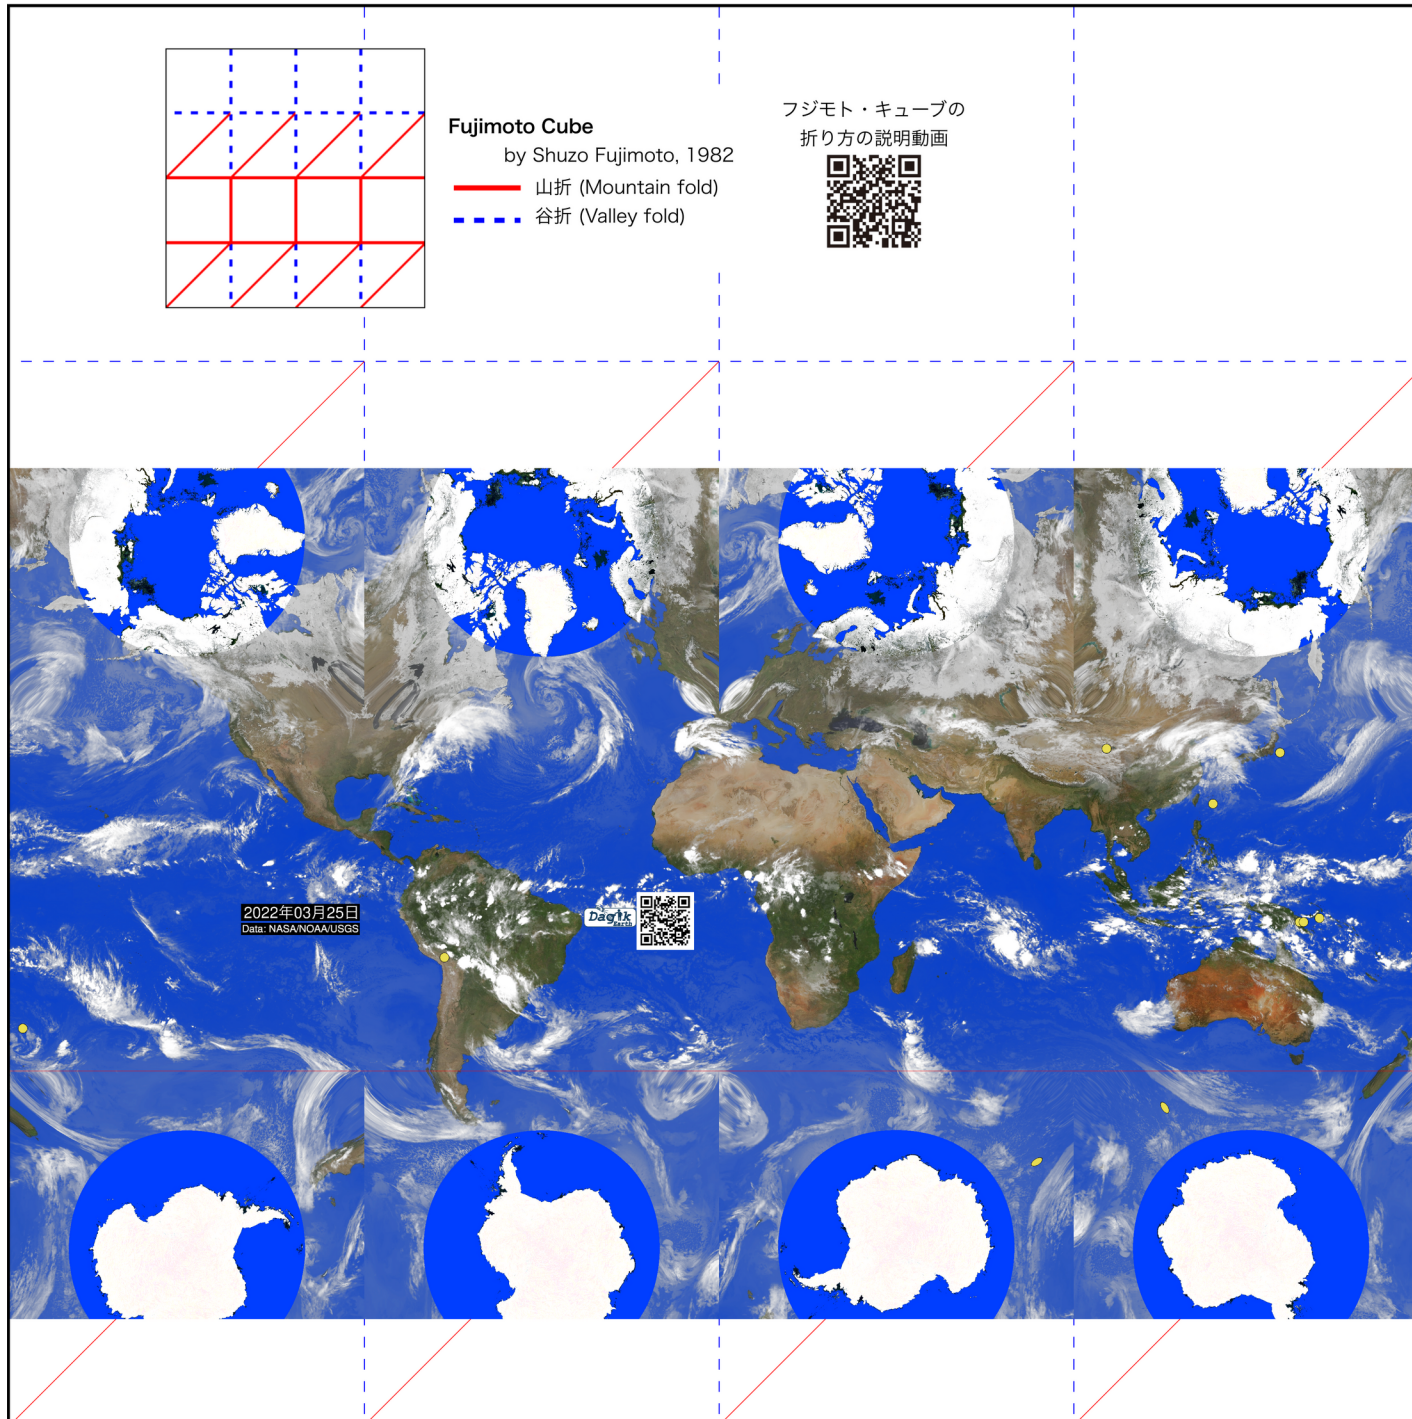 Fujimoto Cube
by Shuzo Fujimoto, 1982
山折 (Mountain fold)
谷折 (Valley fold)
フジモト・キューブの
折り方の説明動画
2022年03月25日
Data: NASA/NOAA/USGS
Dagik
Earth